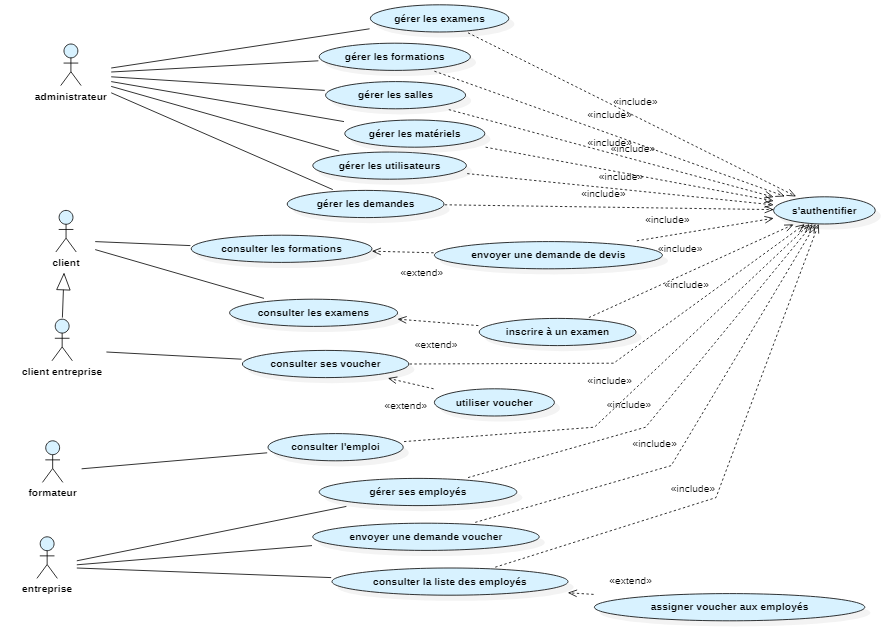 gérer les examens
gérer les formations
administrateur
gérer les salles
«include»
«include»
gérer les matériels
«include»
«include»
gérer les utilisateurs
«include»
«include»
gérer les demandes
s'authentifier
«include»
client
consulter les formations
envoyer une demande de devis
«include»
«extend»
«include»
consulter les examens
inscrire à un examen
«extend»
client entreprise
consulter ses voucher
«include»
utiliser voucher
«extend»
«include»
consulter l'emploi
«include»
formateur
gérer ses employés
«include»
envoyer une demande voucher
entreprise
consulter la liste des employés
«extend»
assigner voucher aux employés